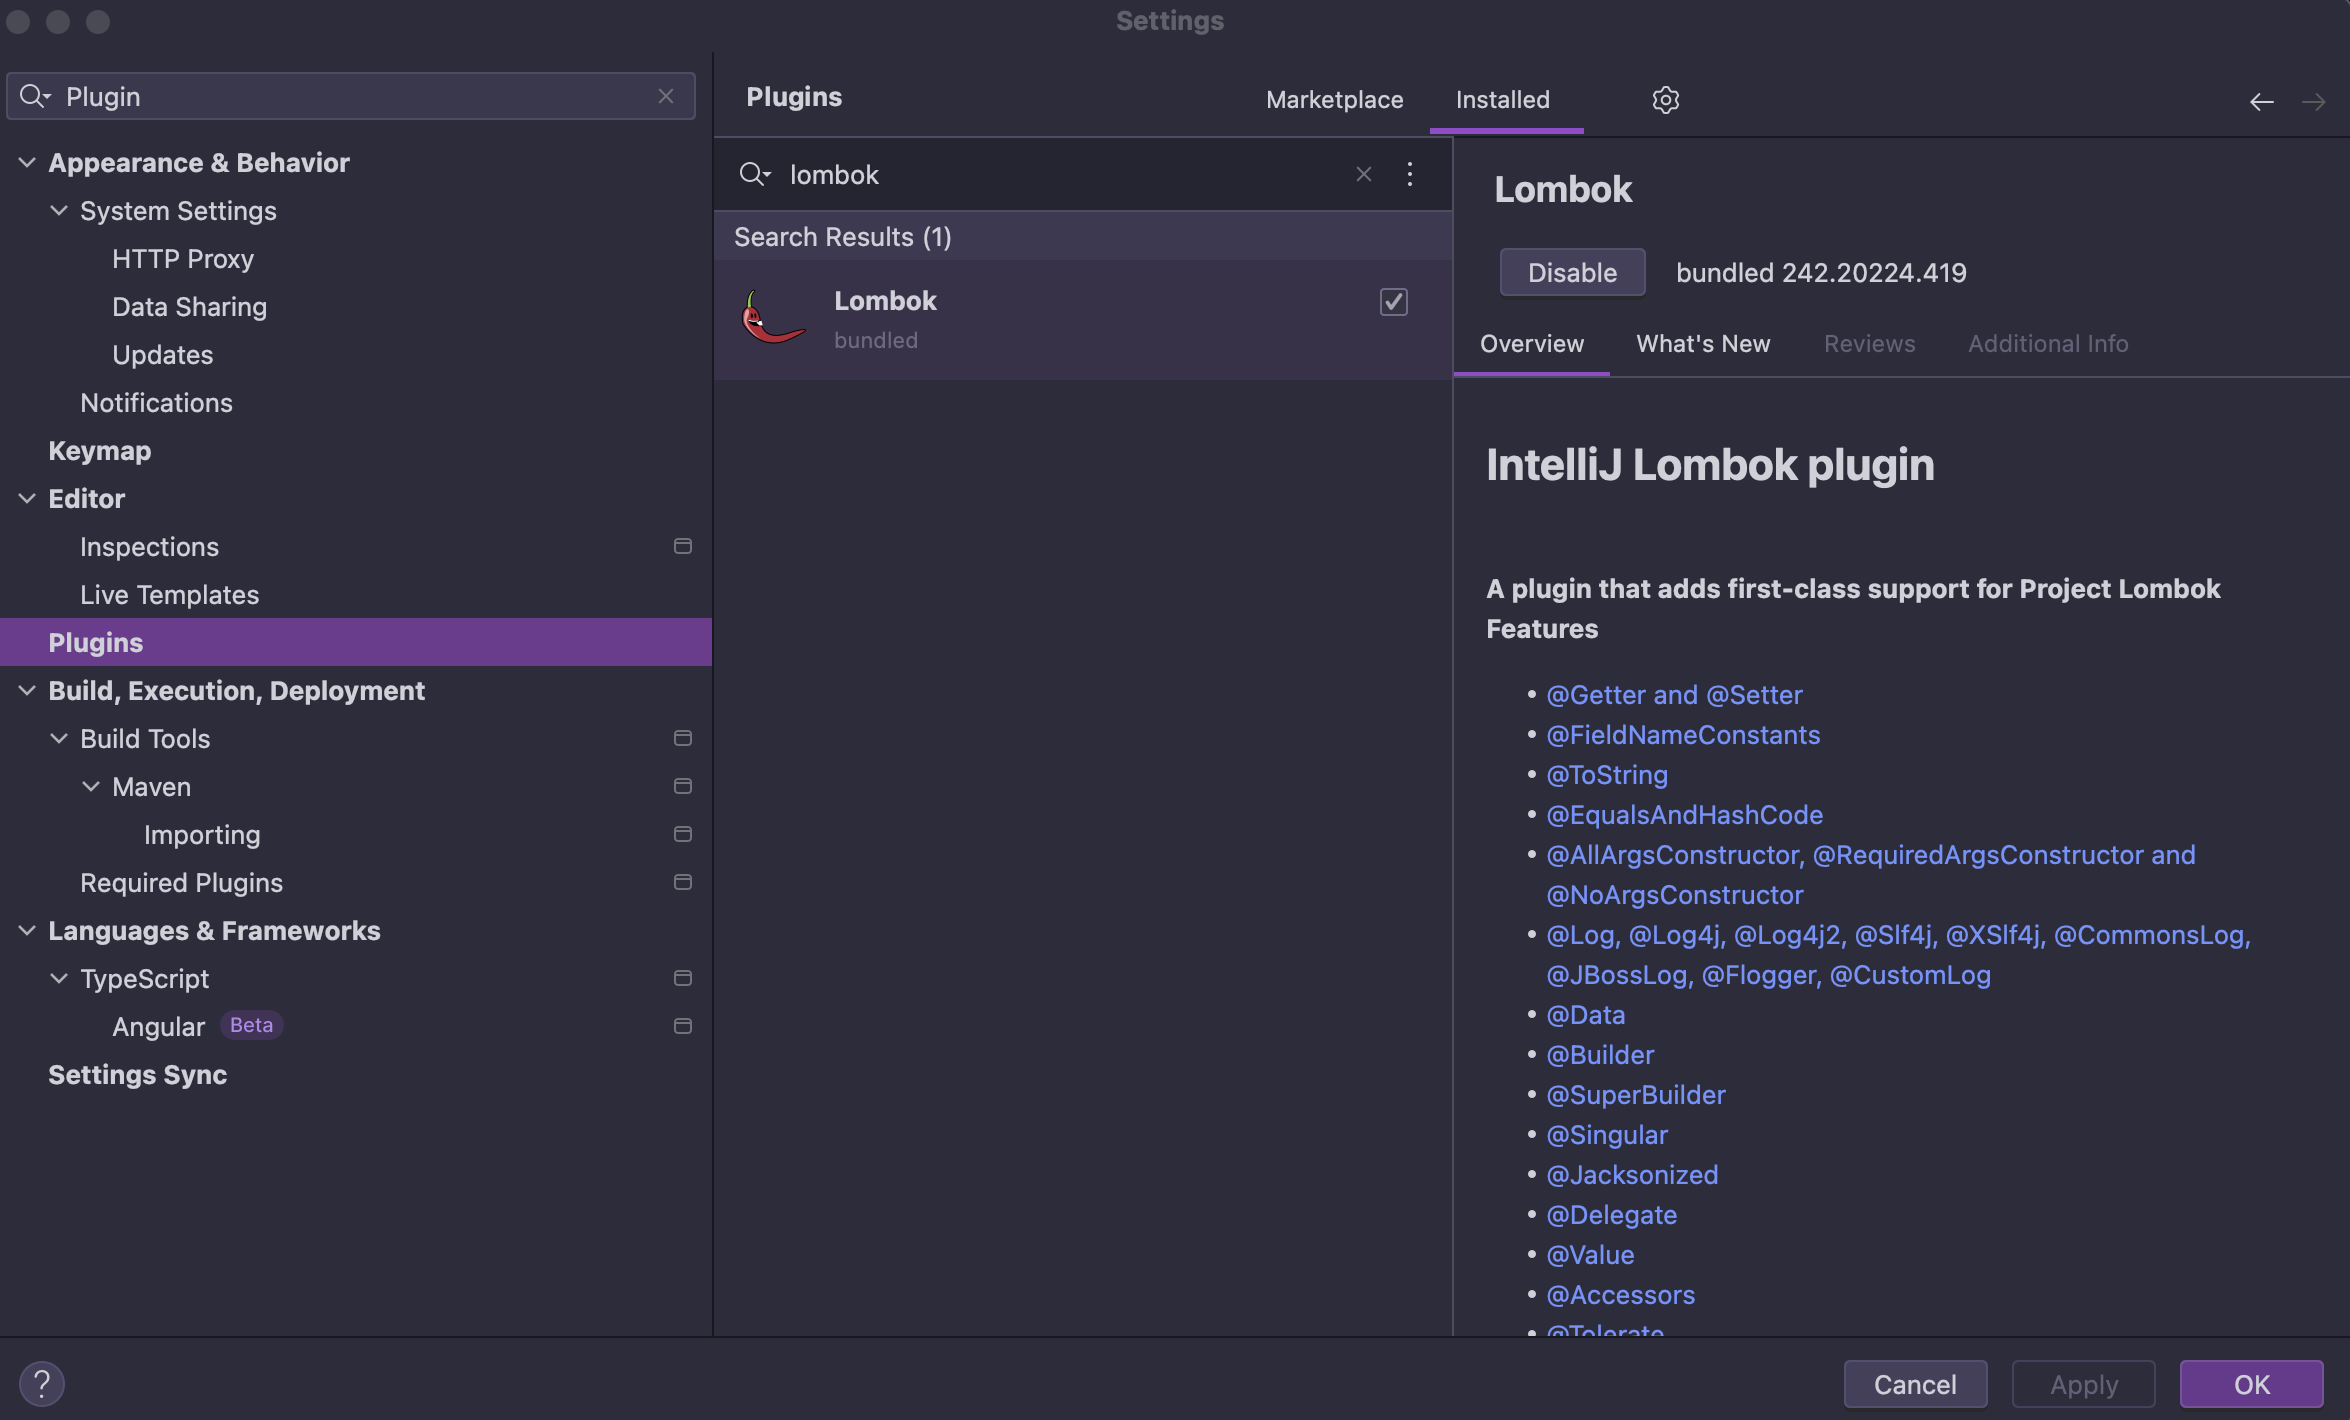 Settings
Plugin
Appearance & Behavior
System Settings
HTTP Proxy
Data Sharing
Updates
Notifications
Keymap
Editor
Inspections
Live Templates
Plugins
Build, Execution, Deployment
Build Tools
Maven
Importing
Required Plugins
Languages & Frameworks
TypeScript
Angular Beta
Settings Sync
Plugins
Marketplace
Installed
lombok
Search Results (1)
Lombok
bundled
Lombok
Disable
bundled 242.20224.419
Overview
What's New
Reviews
Additional Info
IntelliJ Lombok plugin
A plugin that adds first-class support for Project Lombok
Features
• @Getter and @Setter
• @FieldNameConstants
• @ToString
• @EqualsAndHashCode
• @AllArgsConstructor, @RequiredArgsConstructor and
@NoArgsConstructor
• @Log, @Log4j, @Log4j2, @Slf4j, @XSlf4j, @CommonsLog,
@JBossLog, @Flogger, @CustomLog
• @Data
• @Builder
• @SuperBuilder
• @Singular
• @Jacksonized
• @Delegate
• @Value
• @Accessors
• @Tolerate
?
Cancel
Apply
OK